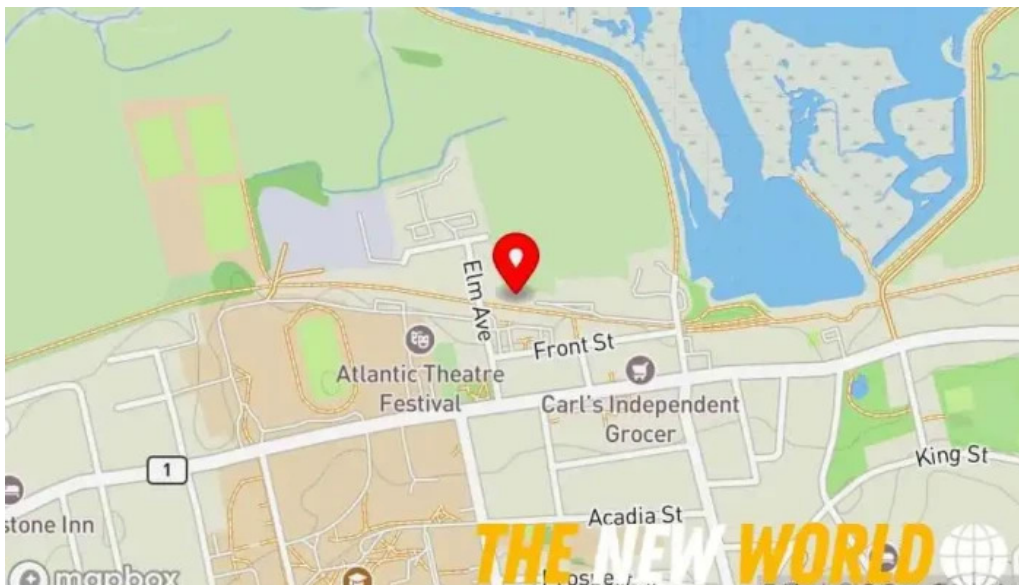 Elm Ave
Front St
Atlantic Theatre
Festival
Carl's Independent
Grocer
King St
1
stone Inn
Acadia St
THE NEW WORLD
mapbox